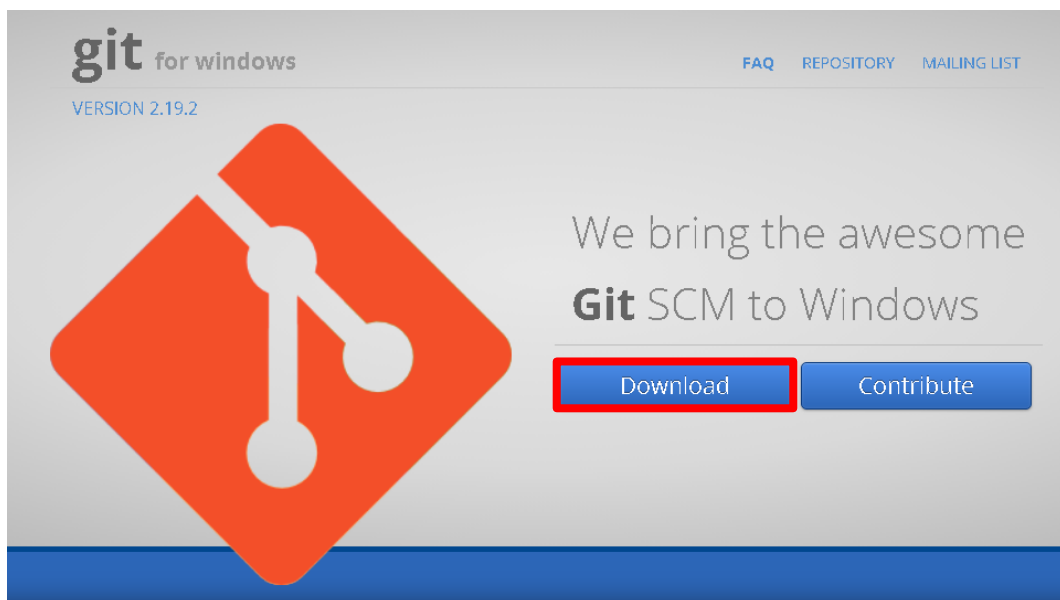 git for windows
FAQ REPOSITORY MAILING LIST
VERSION 2.19.2
We bring the awesome
Git SCM to Windows
Download Contribute